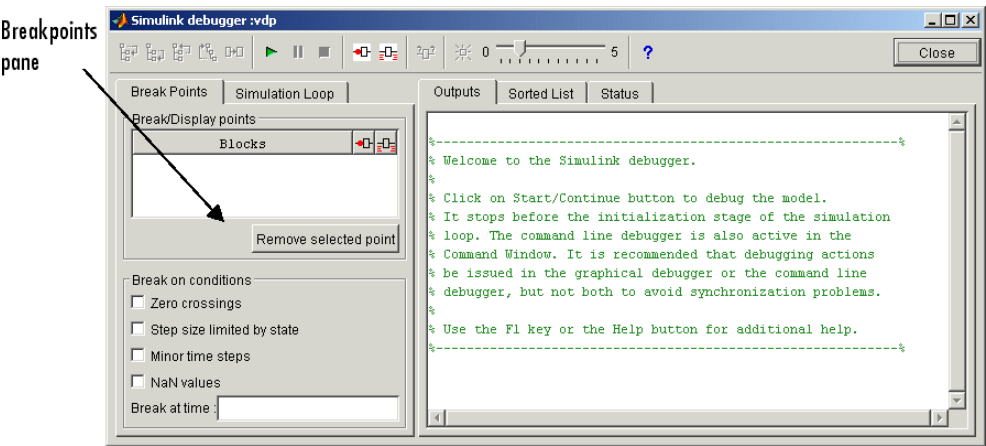 Breakpoints
pane
Simulink debugger :vdp
0
5
?
Close
Break Points
Simulation Loop
Outputs
Sorted List
Status
Break/Display points
Blocks
Remove selected point
Break on conditions
Zero crossings
Step size limited by state
Minor time steps
NaN values
Break at time :
%--------------------------------------------------------------%
% Welcome to the Simulink debugger.
%
% Click on Start/Continue button to debug the model.
% It stops before the initialization stage of the simulation
% loop. The command line debugger is also active in the
% Command Window. It is recommended that debugging actions
% be issued in the graphical debugger or the command line
% debugger, but not both to avoid synchronization problems.
%
% Use the F1 key or the Help button for additional help.
%--------------------------------------------------------------%